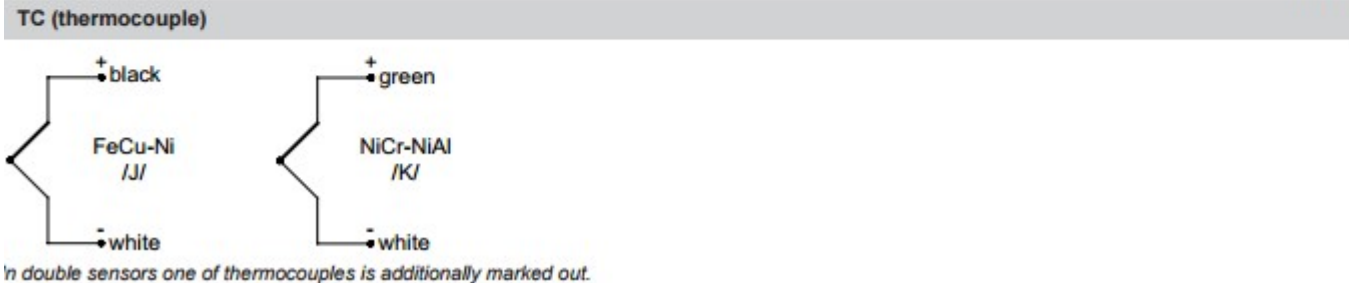 TC (thermocouple)
+ black
+ green
FeCu-Ni
NiCr-NiAl
/J/
/K/
- white
- white
In double sensors one of thermocouples is additionally marked out.